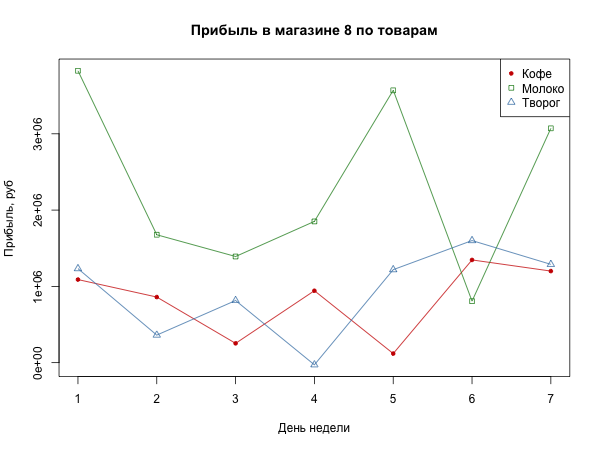 Прибыль в магазине 8 по товарам
Кофе
Молоко
Творог
Прибыль, руб
3e+06
2e+06
1e+06
0e+00
1 2 3 4 5 6 7
День недели